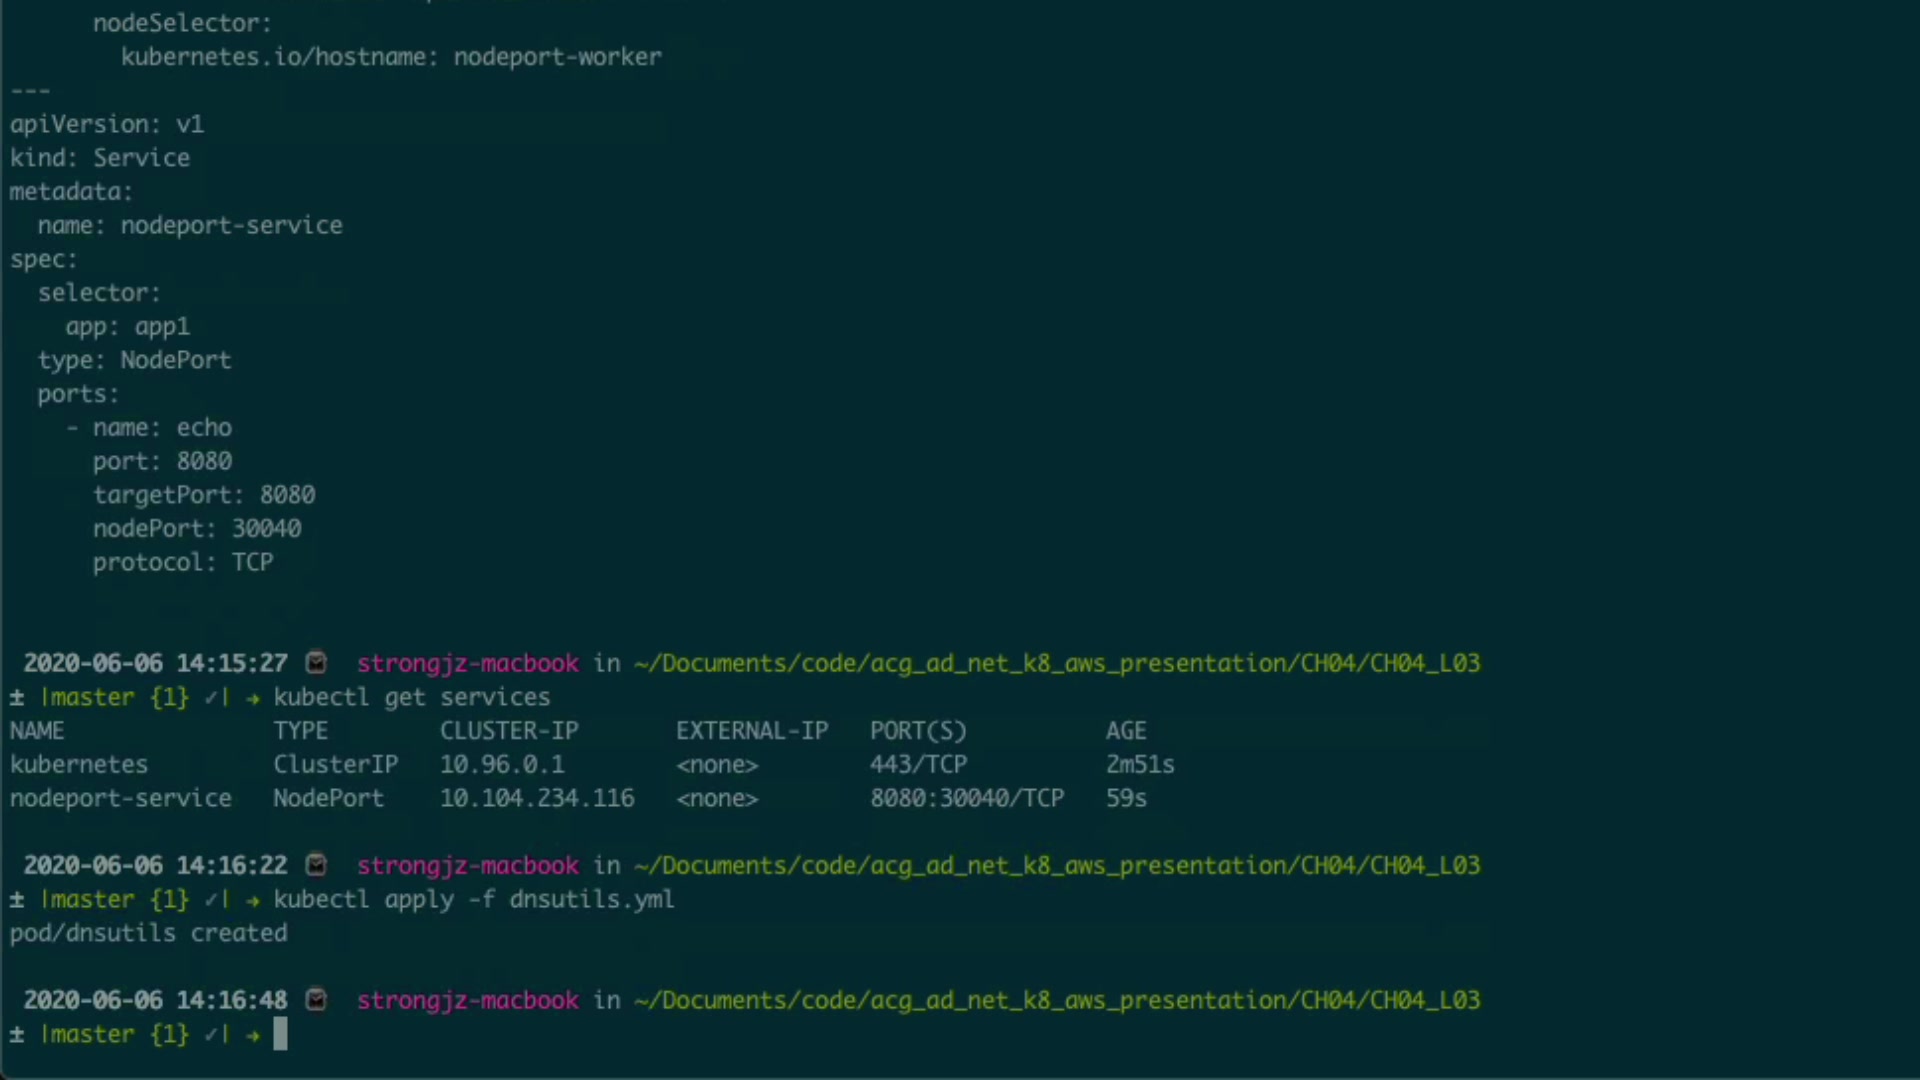 nodeSelector:
        kubernetes.io/hostname: nodeport-worker
---
apiVersion: v1
kind: Service
metadata:
  name: nodeport-service
spec:
  selector:
    app: app1
  type: NodePort
  ports:
    - name: echo
      port: 8080
      targetPort: 8080
      nodePort: 30040
      protocol: TCP
2020-06-06 14:15:27 strongjz-macbook in ~/Documents/code/acg_ad_net_k8_aws_presentation/CH04/CH04_L03
± |master {1} ✓| → kubectl get services
NAME TYPE CLUSTER-IP EXTERNAL-IP PORT(S) AGE
kubernetes ClusterIP 10.96.0.1 <none> 443/TCP 2m51s
nodeport-service NodePort 10.104.234.116 <none> 8080:30040/TCP 59s
2020-06-06 14:16:22 strongjz-macbook in ~/Documents/code/acg_ad_net_k8_aws_presentation/CH04/CH04_L03
± |master {1} ✓| → kubectl apply -f dnsutils.yml
pod/dnsutils created
2020-06-06 14:16:48 strongjz-macbook in ~/Documents/code/acg_ad_net_k8_aws_presentation/CH04/CH04_L03
± |master {1} ✓| →